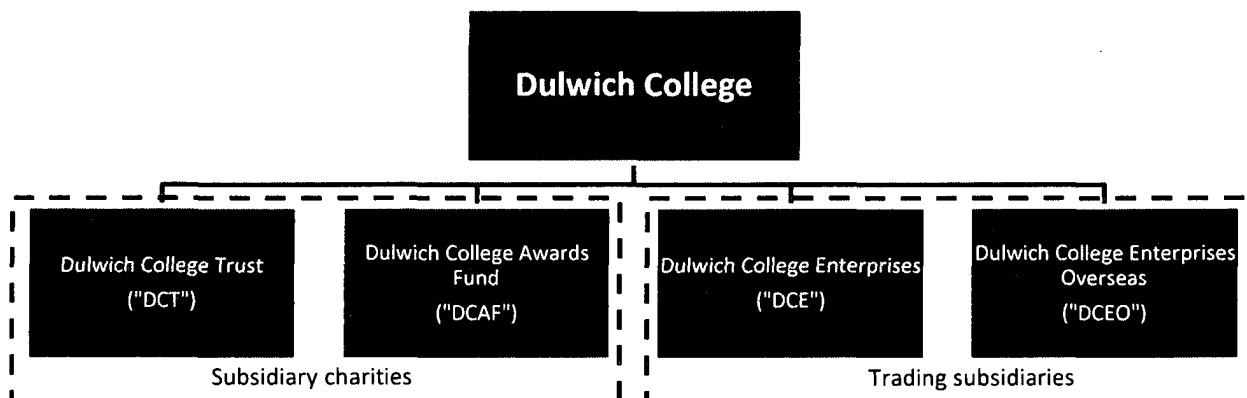 Dulwich College
Dulwich College Trust
("DCT")
Dulwich College Awards
Fund
("DCAF")
Dulwich College Enterprises
("DCE")
Dulwich College Enterprises
Overseas
("DCEO")
Subsidiary charities
Trading subsidiaries